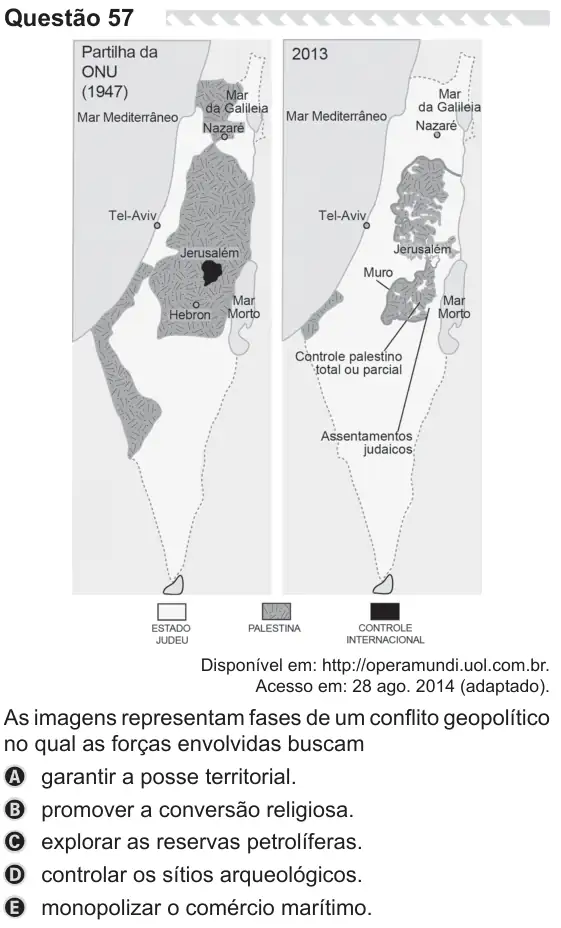 Questão 57
Partilha da
ONU
(1947)
Mar
da Galileia
Mar Mediterrâneo
Nazaré
Tel-Aviv
Jerusalém
Hebron
Mar
Morto
2013
Mar
da Galileia
Mar Mediterrâneo
Nazaré
Tel-Aviv
Jerusalém
Muro
Mar
Morto
Controle palestino
total ou parcial
Assentamentos
judaicos
ESTADO
JUDEU
PALESTINA
CONTROLE
INTERNACIONAL
Disponível em: http://operamundi.uol.com.br.
Acesso em: 28 ago. 2014 (adaptado).
As imagens representam fases de um conflito geopolítico
no qual as forças envolvidas buscam
A garantir a posse territorial.
B promover a conversão religiosa.
C explorar as reservas petrolíferas.
D controlar os sítios arqueológicos.
E monopolizar o comércio marítimo.